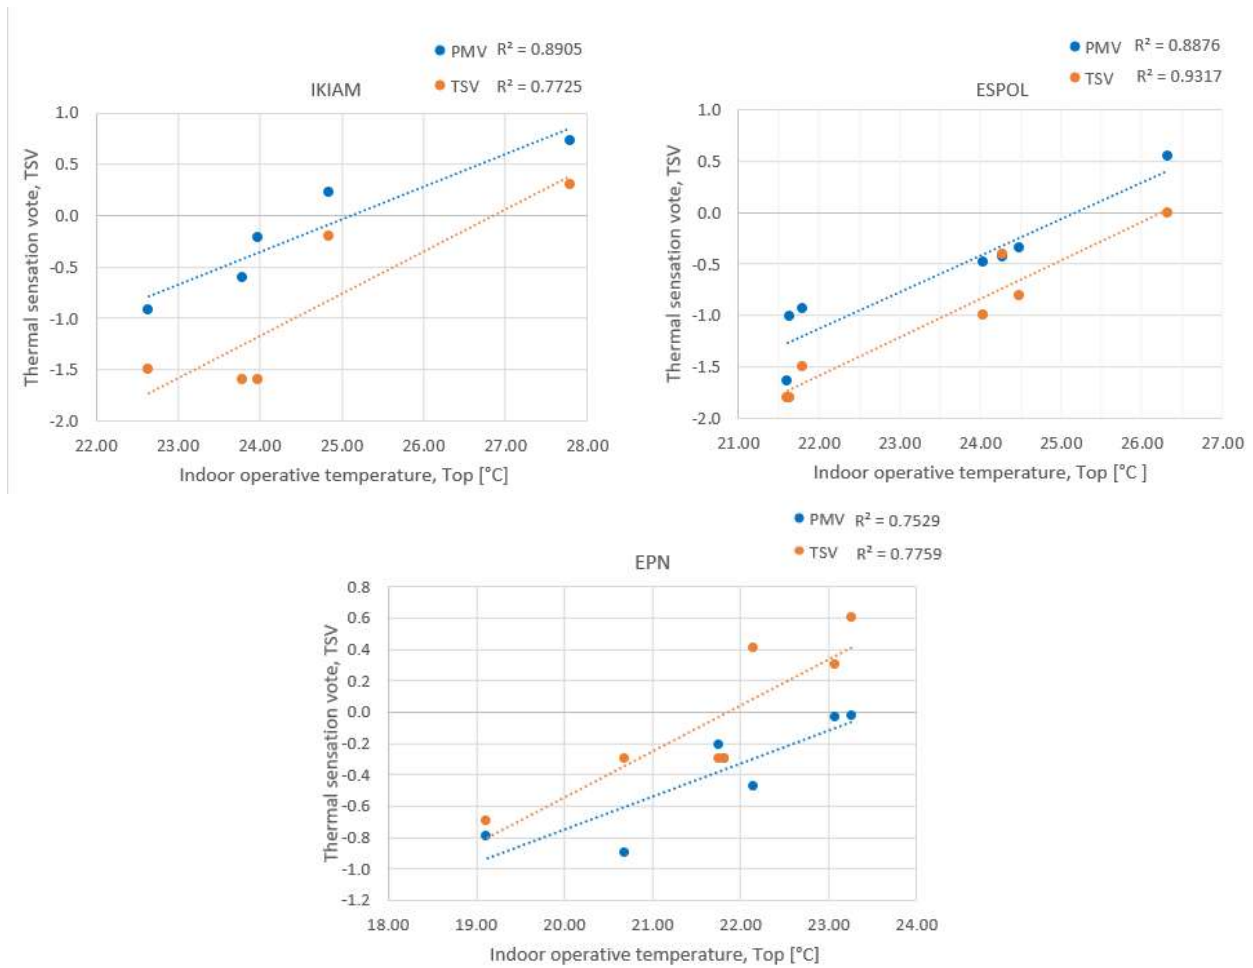 PMV R² = 0.8905
TSV R² = 0.7725
IKIAM
1.0
0.5
0.0
-0.5
-1.0
-1.5
-2.0
Thermal sensation vote, TSV
22.00 23.00 24.00 25.00 26.00 27.00 28.00
Indoor operative temperature, Top [°C]
PMV R² = 0.8876
TSV R² = 0.9317
ESPOL
1.0
0.5
0.0
-0.5
-1.0
-1.5
-2.0
Thermal sensation vote, TSV
21.00 22.00 23.00 24.00 25.00 26.00 27.00
Indoor operative temperature, Top [°C ]
PMV R² = 0.7529
TSV R² = 0.7759
EPN
0.8
0.6
0.4
0.2
0.0
-0.2
-0.4
-0.6
-0.8
-1.0
-1.2
Thermal sensation vote, TSV
18.00 19.00 20.00 21.00 22.00 23.00 24.00
Indoor operative temperature, Top [°C]